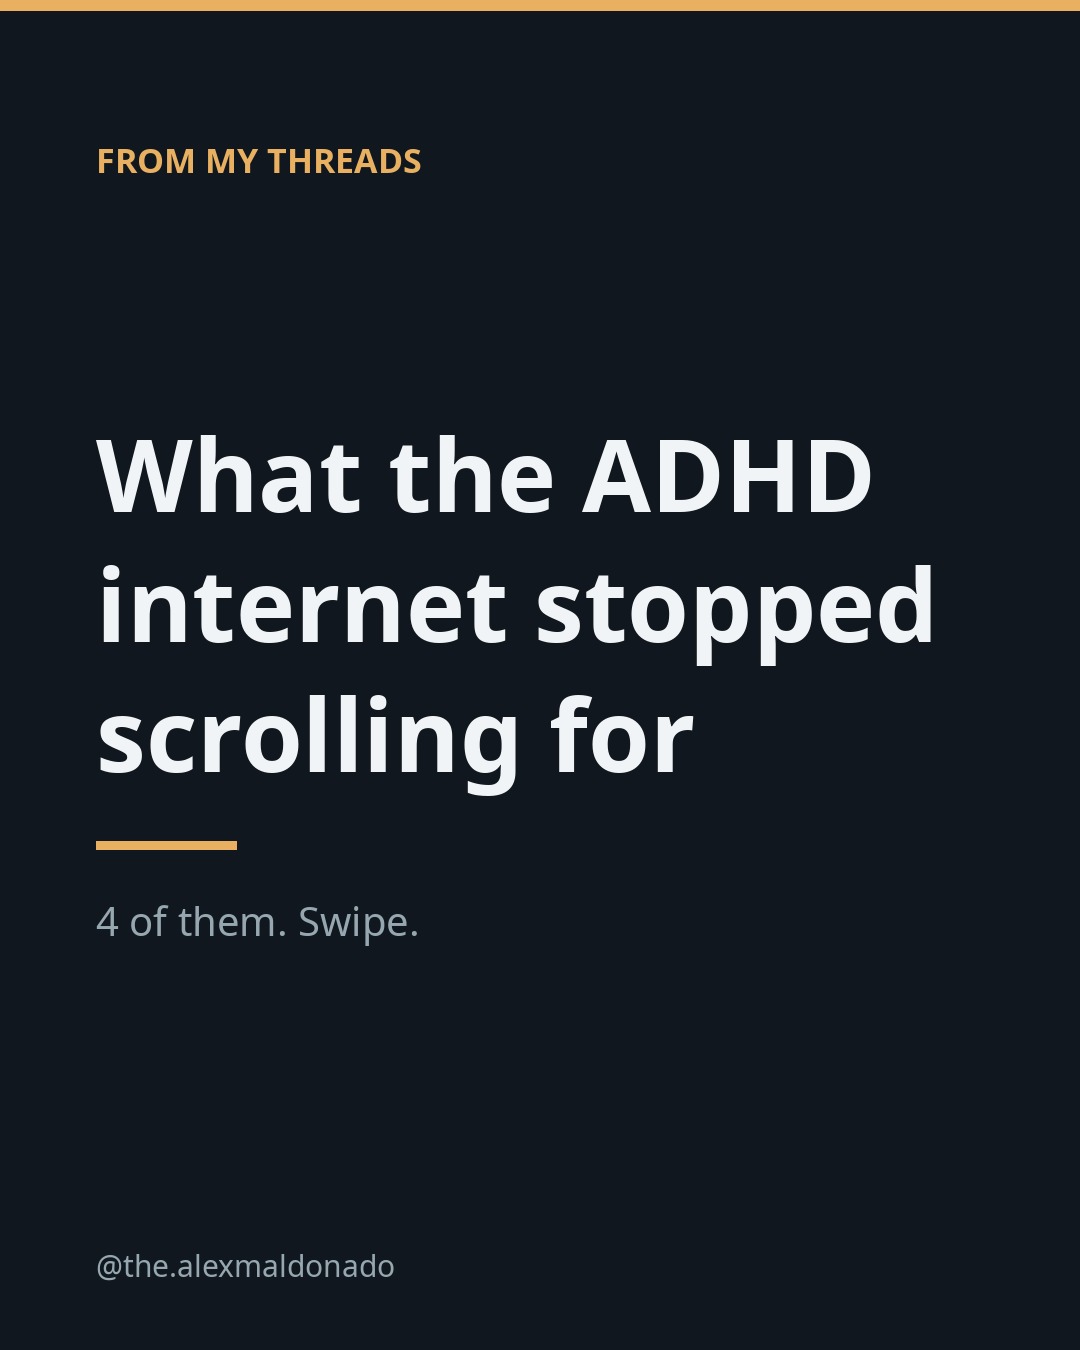 FROM MY THREADS
What the ADHD
internet stopped
scrolling for
4 of them. Swipe.
@the.alexmaldonado